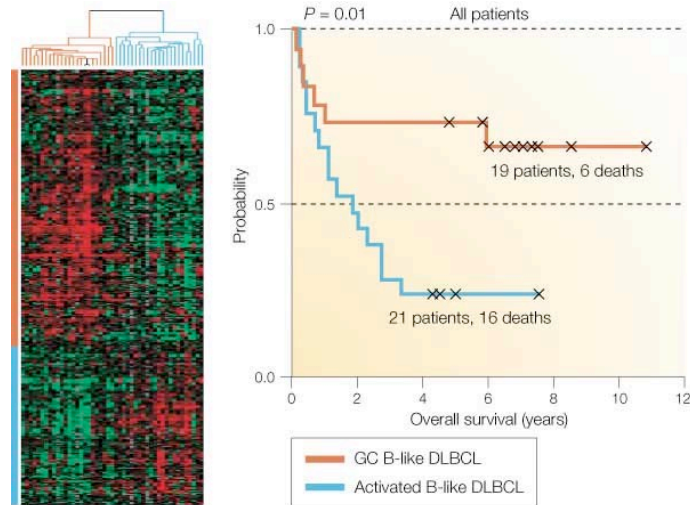 P = 0.01
All patients
1.0
0.5
0.0
Probability
19 patients, 6 deaths
21 patients, 16 deaths
0 2 4 6 8 10 12
Overall survival (years)
GC B-like DLBCL
Activated B-like DLBCL